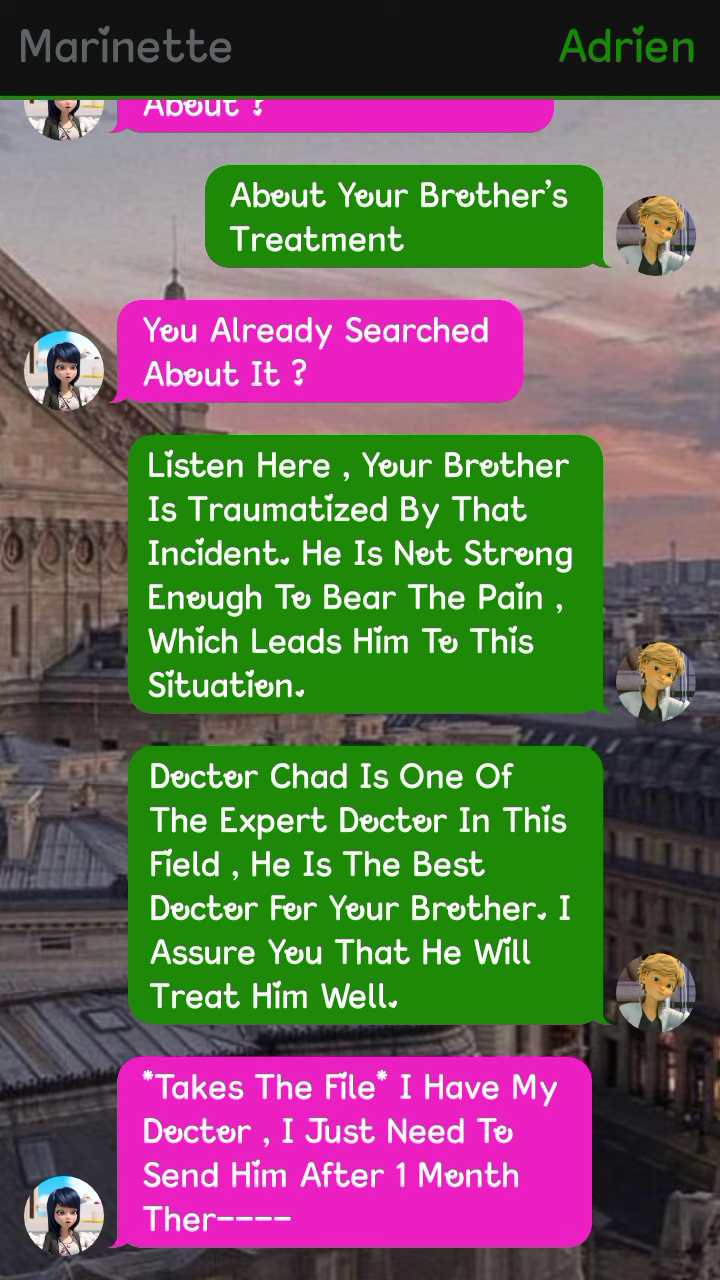 Marinette Adrien
About ?
About Your Brother's
Treatment
You Already Searched
About It ?
Listen Here , Your Brother
Is Traumatized By That
Incident. He Is Not Strong
Enough To Bear The Pain ,
Which Leads Him To This
Situation.
Doctor Chad Is One Of
The Expert Doctor In This
Field , He Is The Best
Doctor For Your Brother. I
Assure You That He Will
Treat Him Well.
*Takes The File* I Have My
Doctor , I Just Need To
Send Him After 1 Month
Ther----